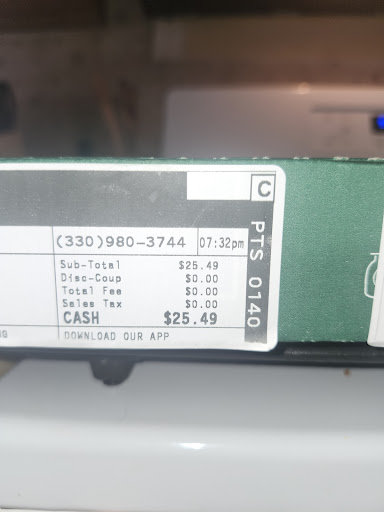 C
(330)980-3744 07:32pm
Sub-Total $25.49
Disc-Coup $0.00
Total Fee $0.00
Sales Tax $0.00
CASH $25.49
DOWNLOAD OUR APP
PTS 0140